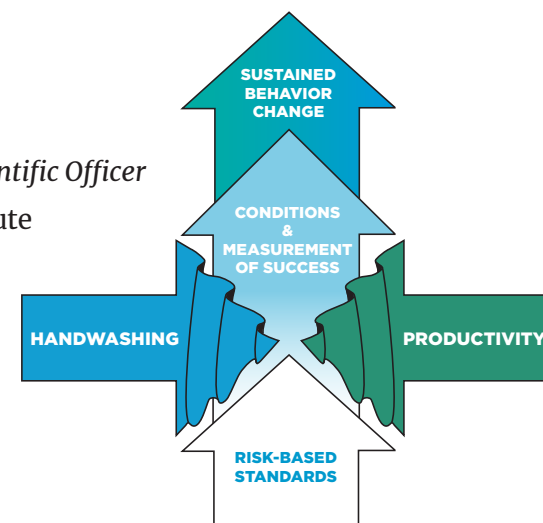 SUSTAINED
BEHAVIOR
CHANGE
ntific Officer
ute
CONDITIONS
&
MEASUREMENT
OF SUCCESS
HANDWASHING
PRODUCTIVITY
RISK-BASED
STANDARDS